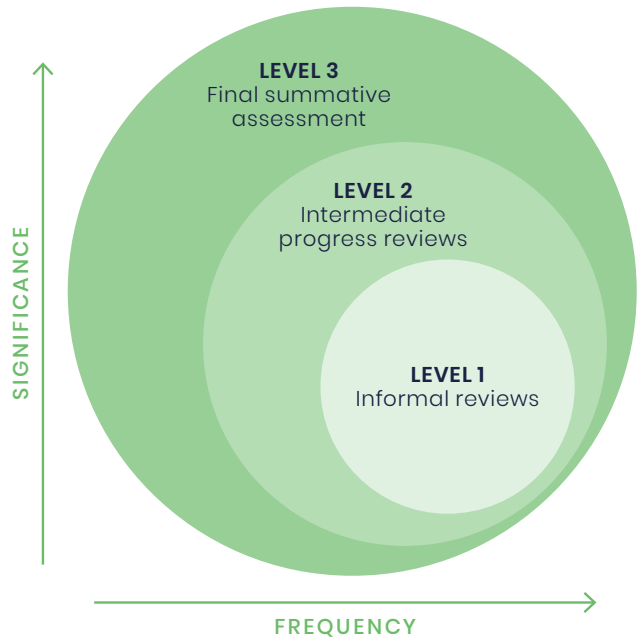 LEVEL 3
Final summative
assessment
LEVEL 2
Intermediate
progress reviews
LEVEL 1
Informal reviews
SIGNIFICANCE
FREQUENCY